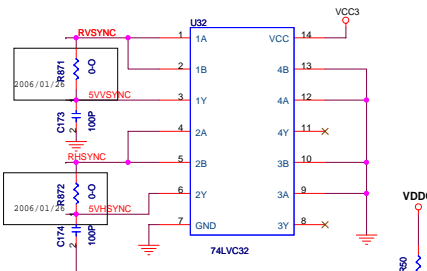 U32
VCC3
RVSYNC
1 1A VCC 14
2 1B 4B 13
R871
0-O
2006/01/26
5VVSYNC
3 1Y 4A 12
C173
100P
2
4 2A 4Y 11
RHSYNC
5 2B 3B 10
R872
0-O
2006/01/26
5VHSYNC
6 2Y 3A 9
C174
100P
2
7 GND 3Y 8
74LVC32